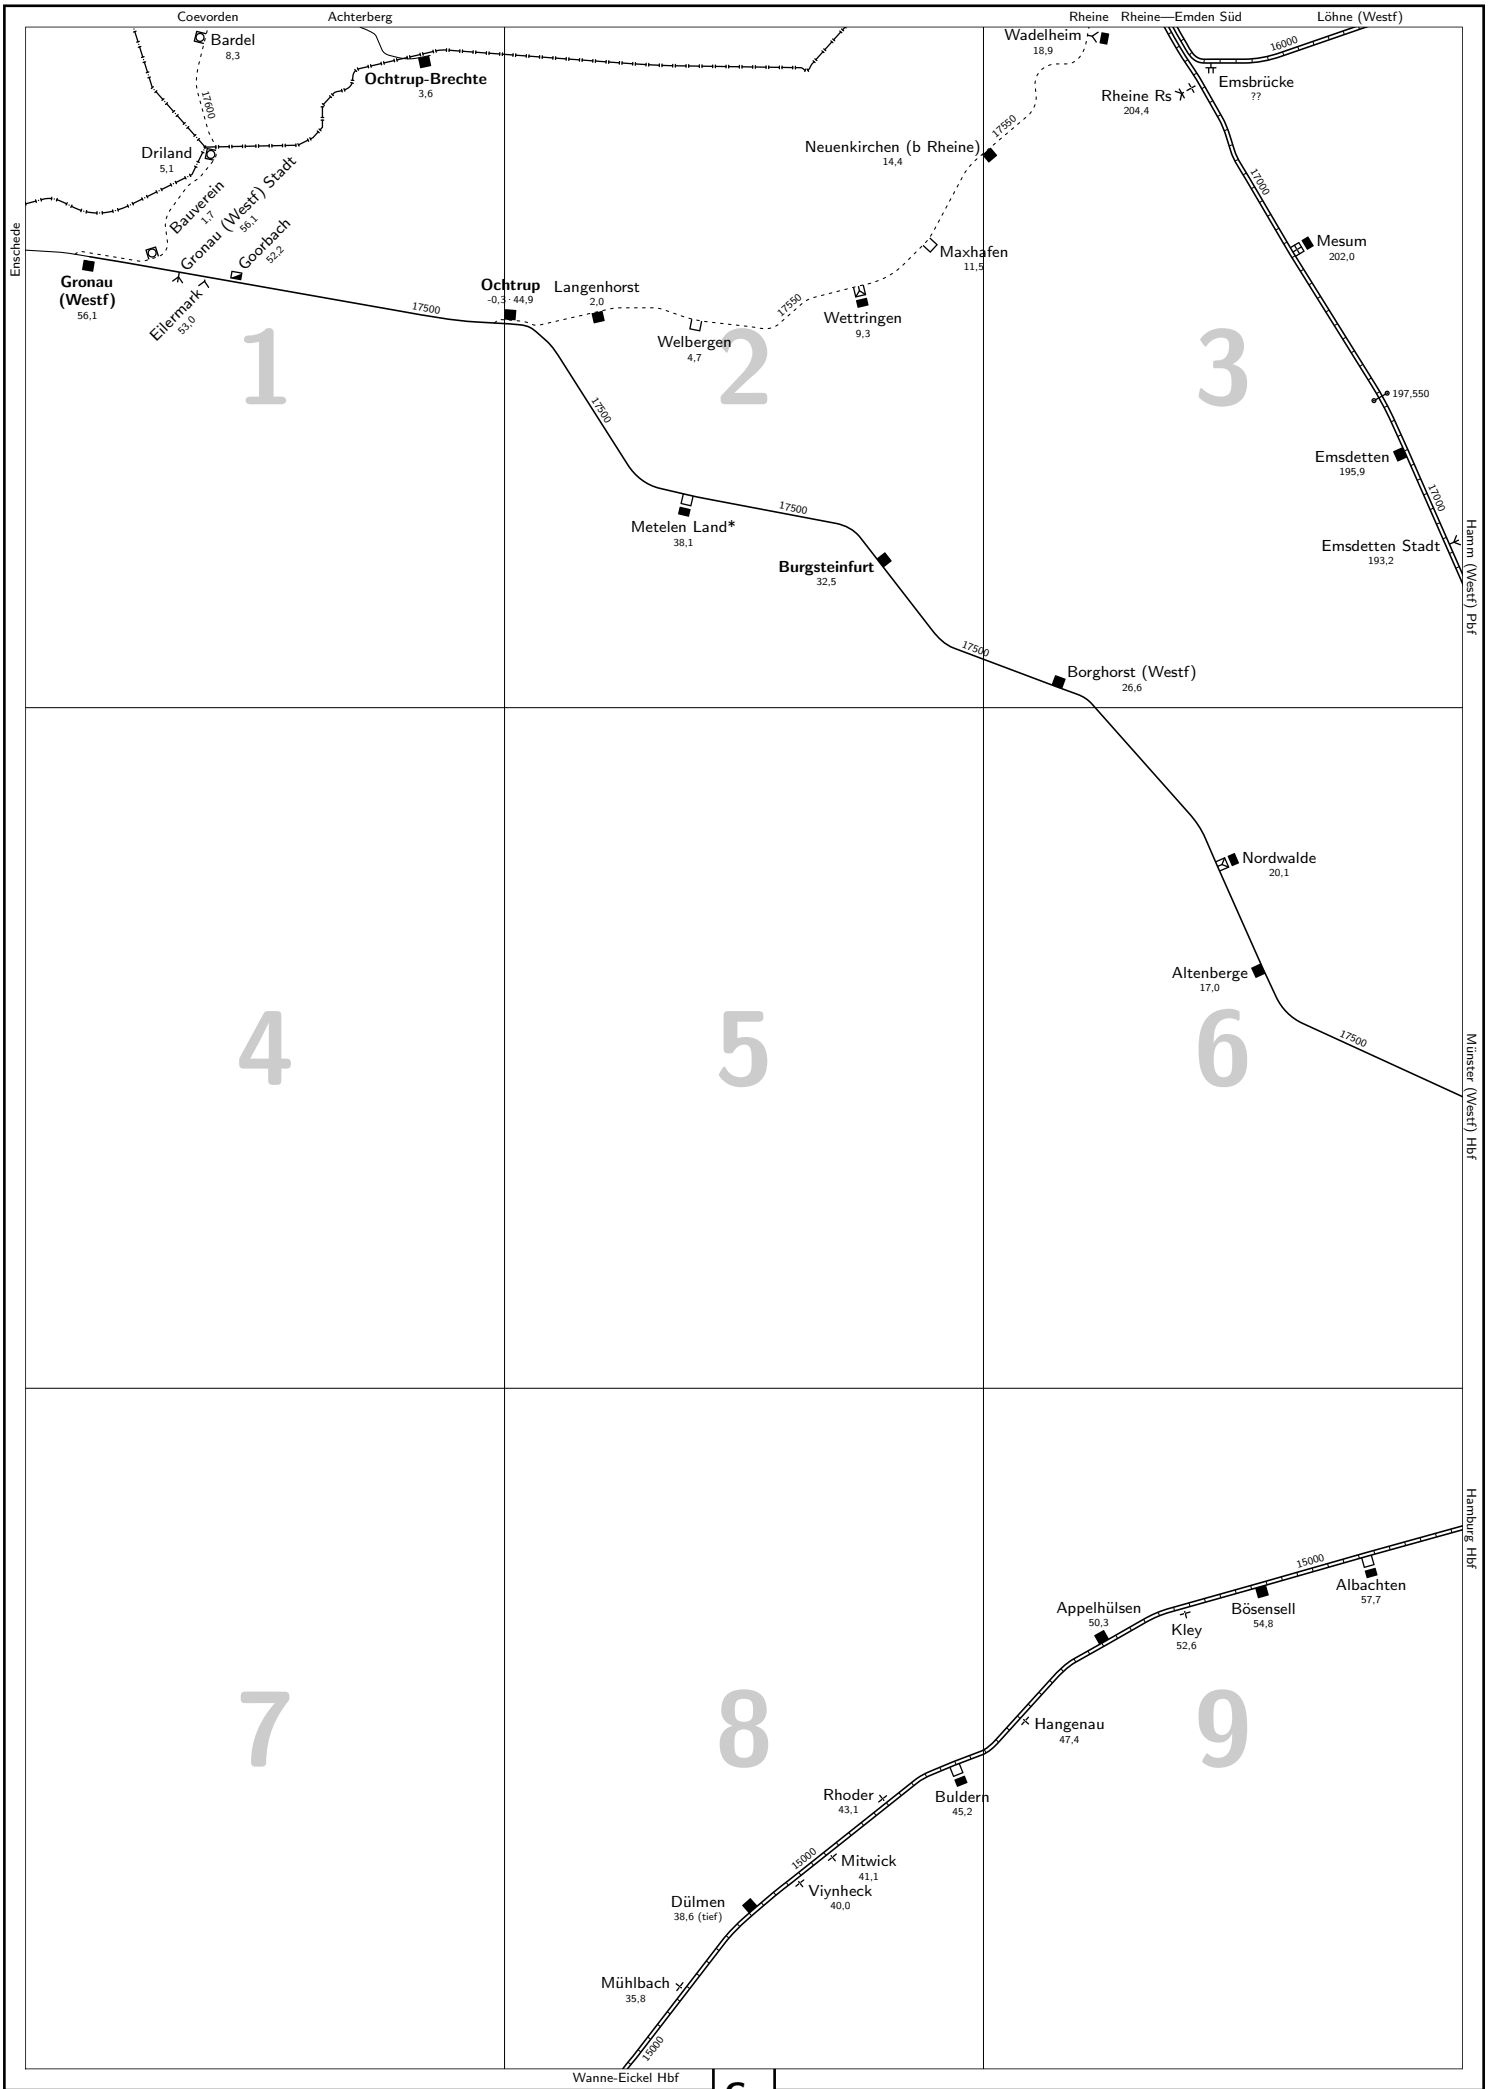 Coevorden
Achterberg
Rheine
Rheine—Emden Süd
Löhne (Westf)
Enschede
Bardel
8,3
17600
Ochtrup-Brechte
3,6
Driland
5,1
Bauverein
1,7
Gronau (Westf) Stadt
56,1
Goorbach
52,2
Gronau
(Westf)
56,1
Eilermark
53,0
17500
1
Ochtrup
-0,3 · 44,9
Langenhorst
2,0
Welbergen
4,7
17550
Wettringen
9,3
Maxhafen
11,5
Neuenkirchen (b Rheine)
14,4
17550
2
17500
Metelen Land*
38,1
17500
Burgsteinfurt
32,5
17500
Wadelheim
18,9
Rheine Rs
204,4
16000
Emsbrücke
??
17000
Mesum
202,0
3
197,550
Emsdetten
195,9
17000
Emsdetten Stadt
193,2
Hamm (Westf) Pbf
Borghorst (Westf)
26,6
4
5
6
Nordwalde
20,1
Altenberge
17,0
17500
Münster (Westf) Hbf
7
8
9
Hamburg Hbf
15000
Albachten
57,7
Bösensell
54,8
Kley
52,6
Appelhülsen
50,3
Hangenau
47,4
Buldern
45,2
Rhoder
43,1
15000
Mitwick
41,1
Viynheck
40,0
Dülmen
38,6 (tief)
Mühlbach
35,8
15000
Wanne-Eickel Hbf